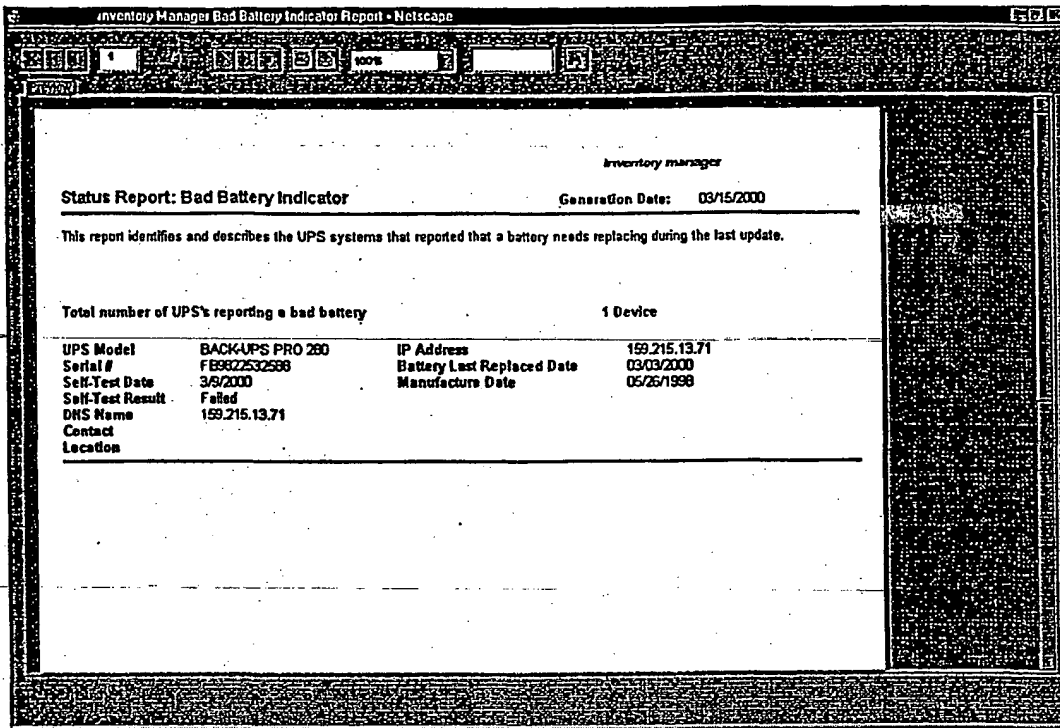 Inventory Manager Bad Battery Indicator Report - Netscape
1
100%
Preview
Inventory manager
Status Report: Bad Battery Indicator Generation Date: 03/15/2000
This report identifies and describes the UPS systems that reported that a battery needs replacing during the last update.
Total number of UPS's reporting a bad battery 1 Device
UPS Model BACK-UPS PRO 280 IP Address 159.215.13.71
Serial # FB9822532588 Battery Last Replaced Date 03/03/2000
Self-Test Date 3/9/2000 Manufacture Date 05/26/1998
Self-Test Result Failed
DNS Name 159.215.13.71
Contact
Location